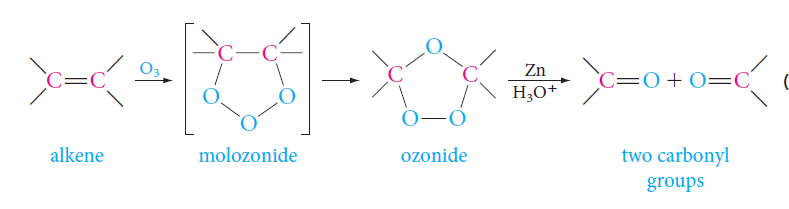 C=C
O₃
C—C
O O
O
O
C C
O—O
Zn
H₃O⁺
C=O + O=C (
alkene
molozonide
ozonide
two carbonyl
groups